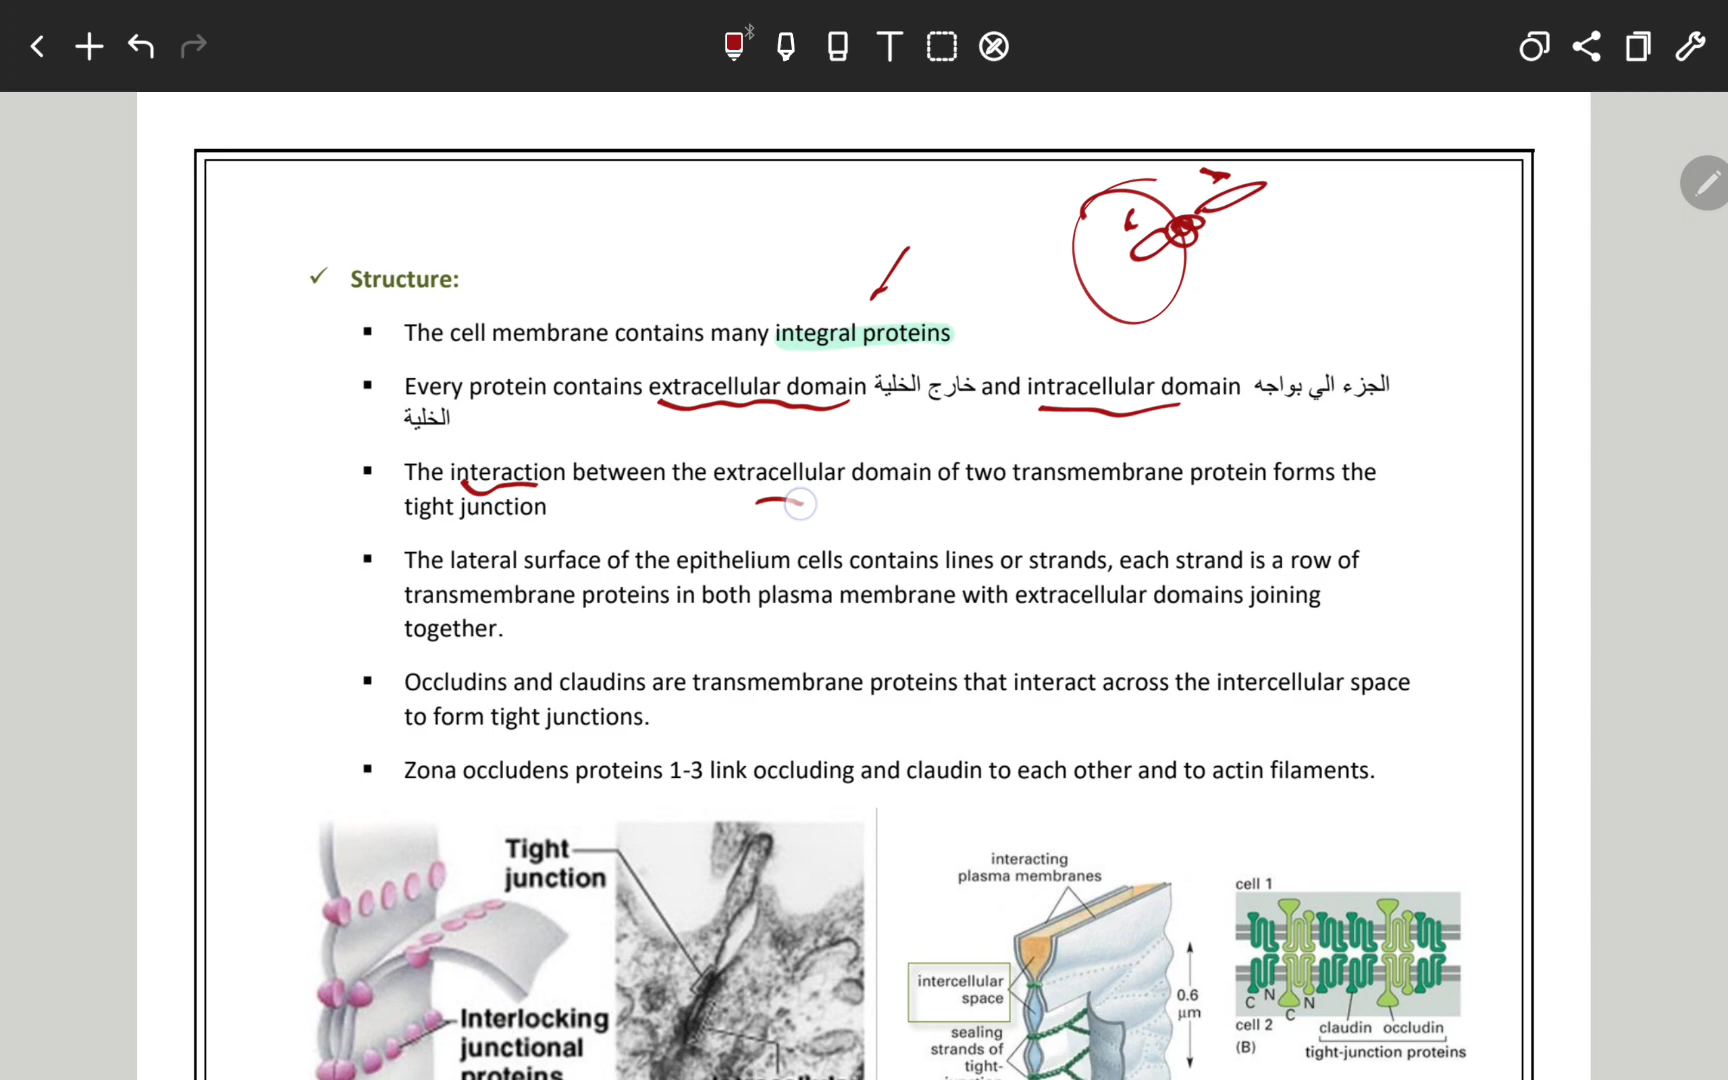 Structure:
The cell membrane contains many integral proteins
Every protein contains extracellular domain خارج الخلية and intracellular domain الجزء الي بواجه
الخلية
The interaction between the extracellular domain of two transmembrane protein forms the
tight junction
The lateral surface of the epithelium cells contains lines or strands, each strand is a row of
transmembrane proteins in both plasma membrane with extracellular domains joining
together.
Occludins and claudins are transmembrane proteins that interact across the intercellular space
to form tight junctions.
Zona occludens proteins 1-3 link occluding and claudin to each other and to actin filaments.
Tight
junction
Interlocking
junctional
proteins
interacting
plasma membranes
intercellular
space
sealing
strands of
tight-
0.6
µm
cell 1
C N N
C
cell 2
(B)
claudin occludin
tight-junction proteins